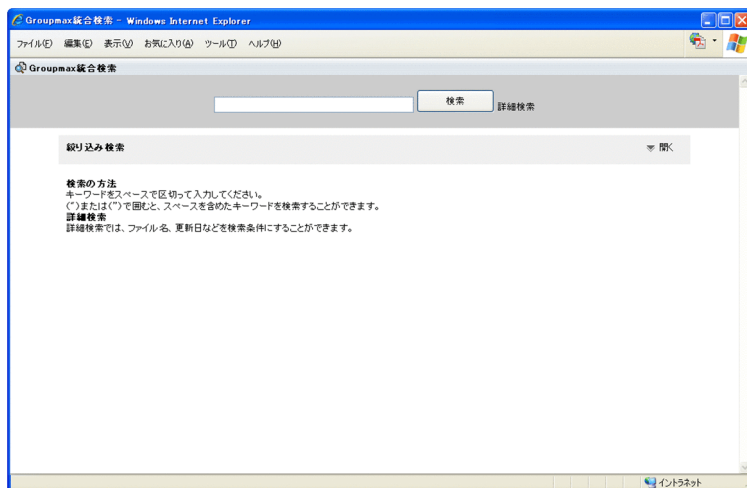 Groupmax統合検索 - Windows Internet Explorer
ファイル(F) 編集(E) 表示(V) お気に入り(A) ツール(T) ヘルプ(H)
Groupmax統合検索
検索 詳細検索
絞り込み検索 開く
検索の方法
キーワードをスペースで区切って入力してください。
(")または(")で囲むと、スペースを含めたキーワードを検索することができます。
詳細検索
詳細検索では、ファイル名、更新日などを検索条件にすることができます。
イントラネット